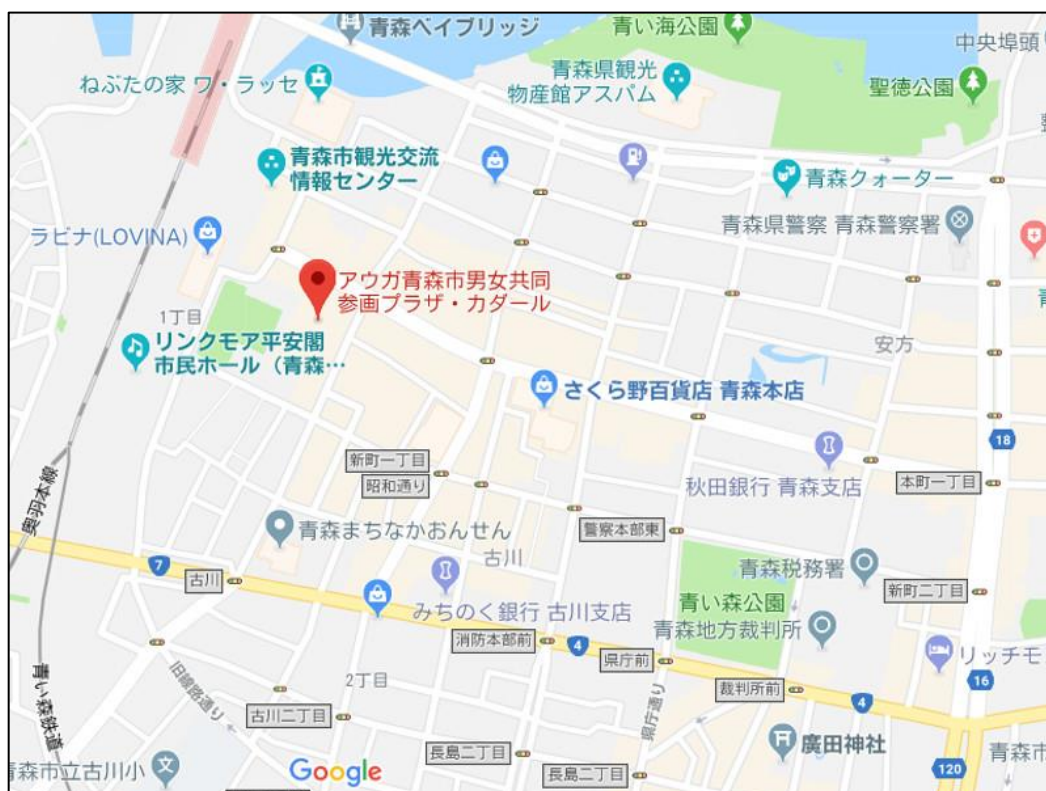 青森ベイブリッジ
青い海公園
中央埠頭
ねぶたの家 ワ・ラッセ
青森県観光
物産館アスパム
聖徳公園
青森市観光交流
情報センター
青森クォーター
青森県警察 青森警察署
ラビナ(LOVINA)
アウガ青森市男女共同
参画プラザ・カダール
1丁目
リンクモア平安閣
市民ホール（青森…
安方
さくら野百貨店 青森本店
18
新町一丁目
昭和通り
秋田銀行 青森支店
本町一丁目
奥羽本線
青森まちなかおんせん
警察本部東
古川
7
古川
青森税務署
新町二丁目
みちのく銀行 古川支店
青い森公園
青森地方裁判所
消防本部前
4
県庁前
リッチモ
青い森鉄道
旧線路通り
2丁目
裁判所前
16
4
古川二丁目
県庁通り
廣田神社
長島二丁目
青森市
青森市立古川小
Google
長島二丁目
120